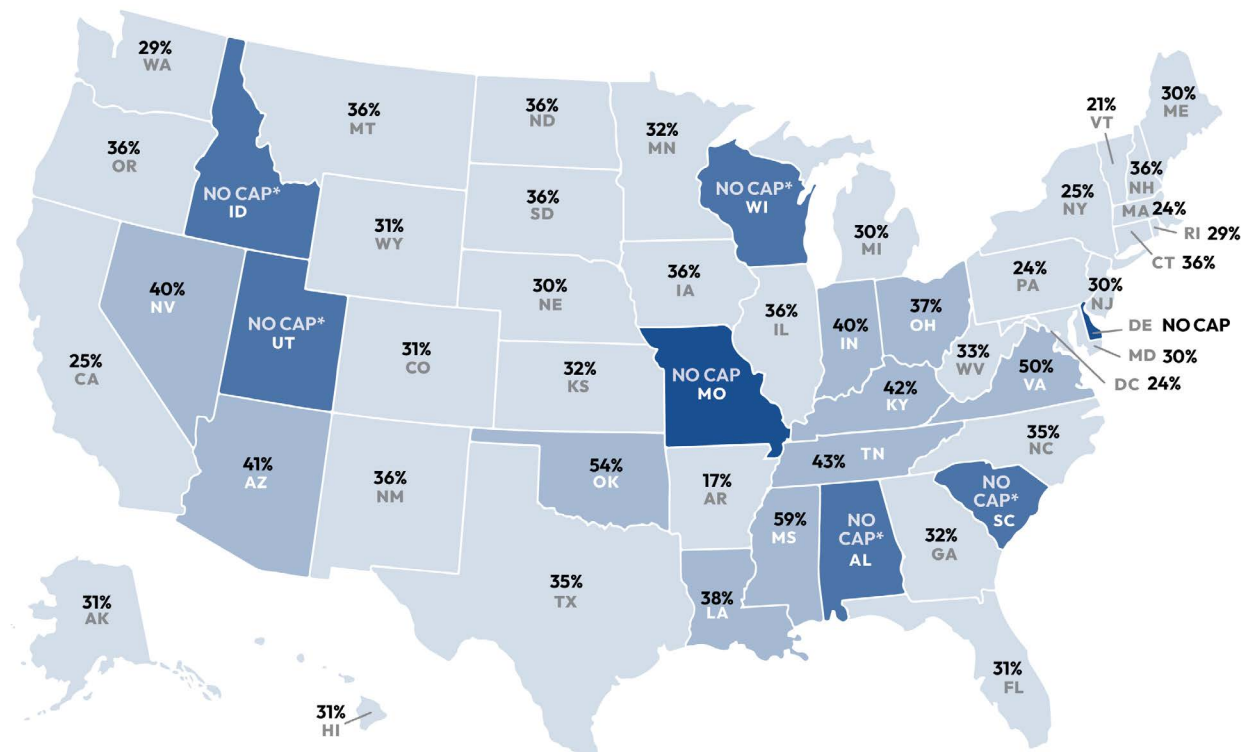 29%
WA
36%
OR
NO CAP*
ID
36%
MT
36%
ND
32%
MN
NO CAP*
WI
30%
MI
21%
VT
30%
ME
36%
NH
25%
NY
MA 24%
RI 29%
CT 36%
31%
WY
36%
SD
30%
NE
36%
IA
36%
IL
40%
IN
37%
OH
24%
PA
30%
NJ
DE NO CAP
MD 30%
DC 24%
40%
NV
25%
CA
NO CAP*
UT
31%
CO
32%
KS
NO CAP
MO
42%
KY
33%
WV
50%
VA
41%
AZ
36%
NM
54%
OK
17%
AR
43% TN
35%
NC
NO
CAP*
SC
35%
TX
38%
LA
59%
MS
NO
CAP*
AL
32%
GA
31%
FL
31%
AK
31%
HI